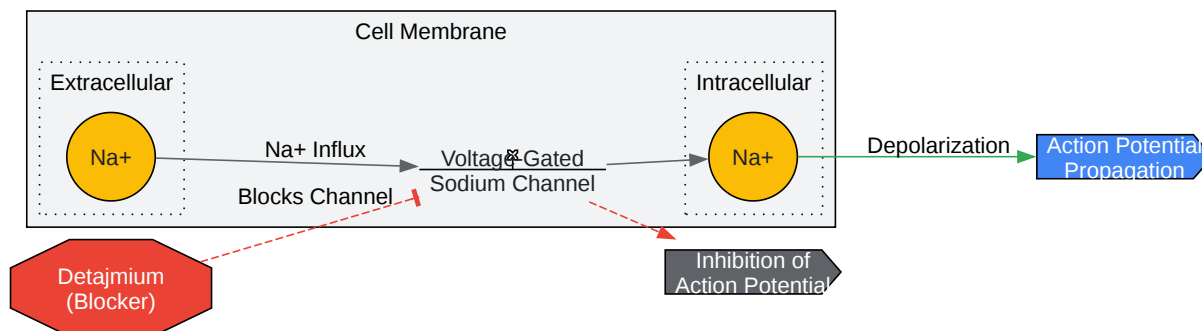 Cell Membrane
Extracellular
Intracellular
Na+
Na+ Influx
Voltage-Gated
Sodium Channel
Na+
Depolarization
Action Potential
Propagation
Blocks Channel
Detajmium
(Blocker)
Inhibition of
Action Potential